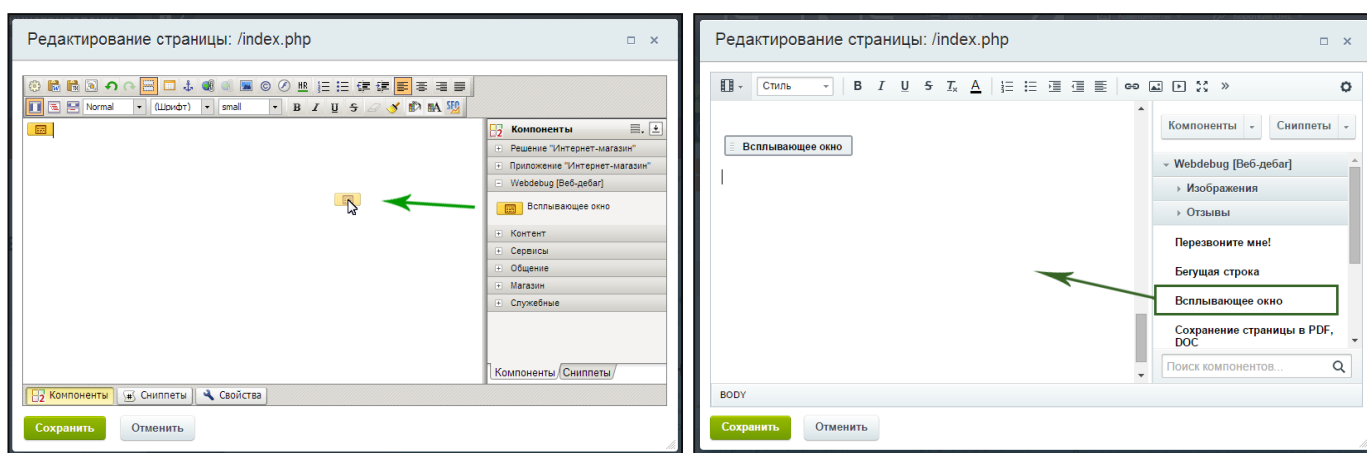 Редактирование страницы: /index.php
HR
Normal (Шрифт) small B I U S SEO
Компоненты
Решение "Интернет-магазин"
Приложение "Интернет-магазин"
Webdebug [Веб-дебаг]
Всплывающее окно
Контент
Сервисы
Общение
Магазин
Служебные
Компоненты Сниппеты
Компоненты Сниппеты Свойства
Сохранить Отменить
Редактирование страницы: /index.php
Стиль B I U S Tx A
Компоненты Сниппеты
Всплывающее окно
Webdebug [Веб-дебаг]
Изображения
Отзывы
Перезвоните мне!
Бегущая строка
Всплывающее окно
Сохранение страницы в PDF,
DOC
Поиск компонентов...
BODY
Сохранить Отменить